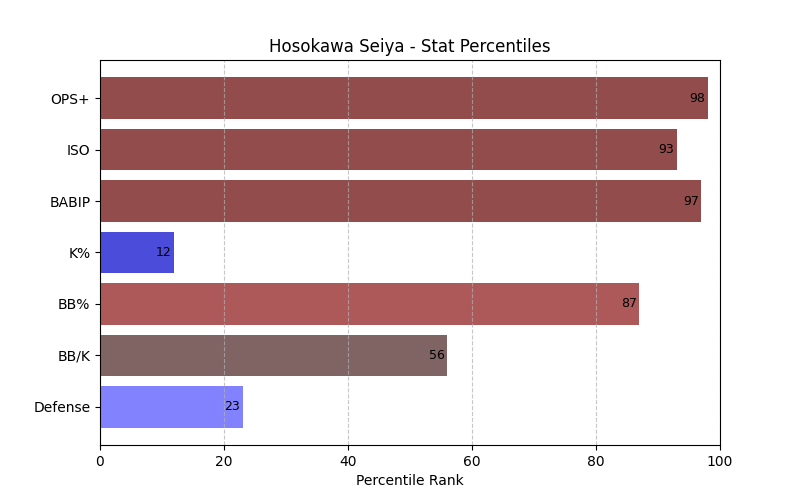 Hosokawa Seiya - Stat Percentiles
OPS+ 98
ISO 93
BABIP 97
K% 12
BB% 87
BB/K 56
Defense 23
0 20 40 60 80 100
Percentile Rank